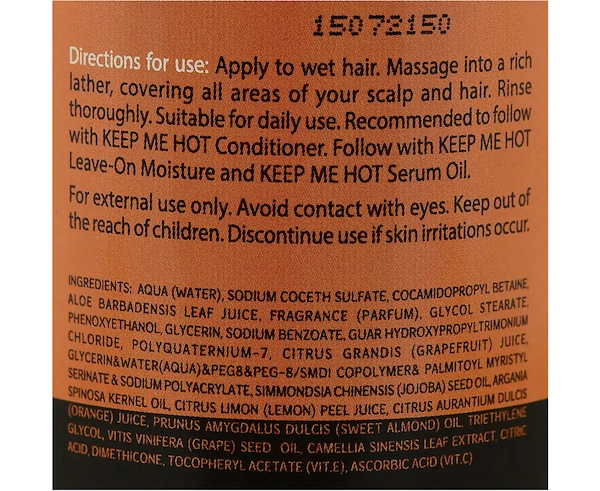 15072150
Directions for use: Apply to wet hair. Massage into a rich
lather, covering all areas of your scalp and hair. Rinse
thoroughly. Suitable for daily use. Recommended to follow
with KEEP ME HOT Conditioner. Follow with KEEP ME HOT
Leave-On Moisture and KEEP ME HOT Serum Oil.
For external use only. Avoid contact with eyes. Keep out of
the reach of children. Discontinue use if skin irritations occur.
INGREDIENTS: AQUA (WATER), SODIUM COCETH SULFATE, COCAMIDOPROPYL BETAINE,
ALOE BARBADENSIS LEAF JUICE, FRAGRANCE (PARFUM), GLYCOL STEARATE,
PHENOXYETHANOL, GLYCERIN, SODIUM BENZOATE, GUAR HYDROXYPROPYLTRIMONIUM
CHLORIDE, POLYQUATERNIUM-7, CITRUS GRANDIS (GRAPEFRUIT) JUICE,
GLYCERIN&WATER(AQUA)&PEG8&PEG-8/SMDI COPOLYMER& PALMITOYL MYRISTYL
SERINATE & SODIUM POLYACRYLATE, SIMMONDSIA CHINENSIS (JOJOBA) SEED OIL, ARGANIA
SPINOSA KERNEL OIL, CITRUS LIMON (LEMON) PEEL JUICE, CITRUS AURANTIUM DULCIS
(ORANGE) JUICE, PRUNUS AMYGDALUS DULCIS (SWEET ALMOND) OIL, TRIETHYLENE
GLYCOL, VITIS VINIFERA (GRAPE) SEED OIL, CAMELLIA SINENSIS LEAF EXTRACT, CITRIC
ACID, DIMETHICONE, TOCOPHERYL ACETATE (VIT.E), ASCORBIC ACID (VIT.C)